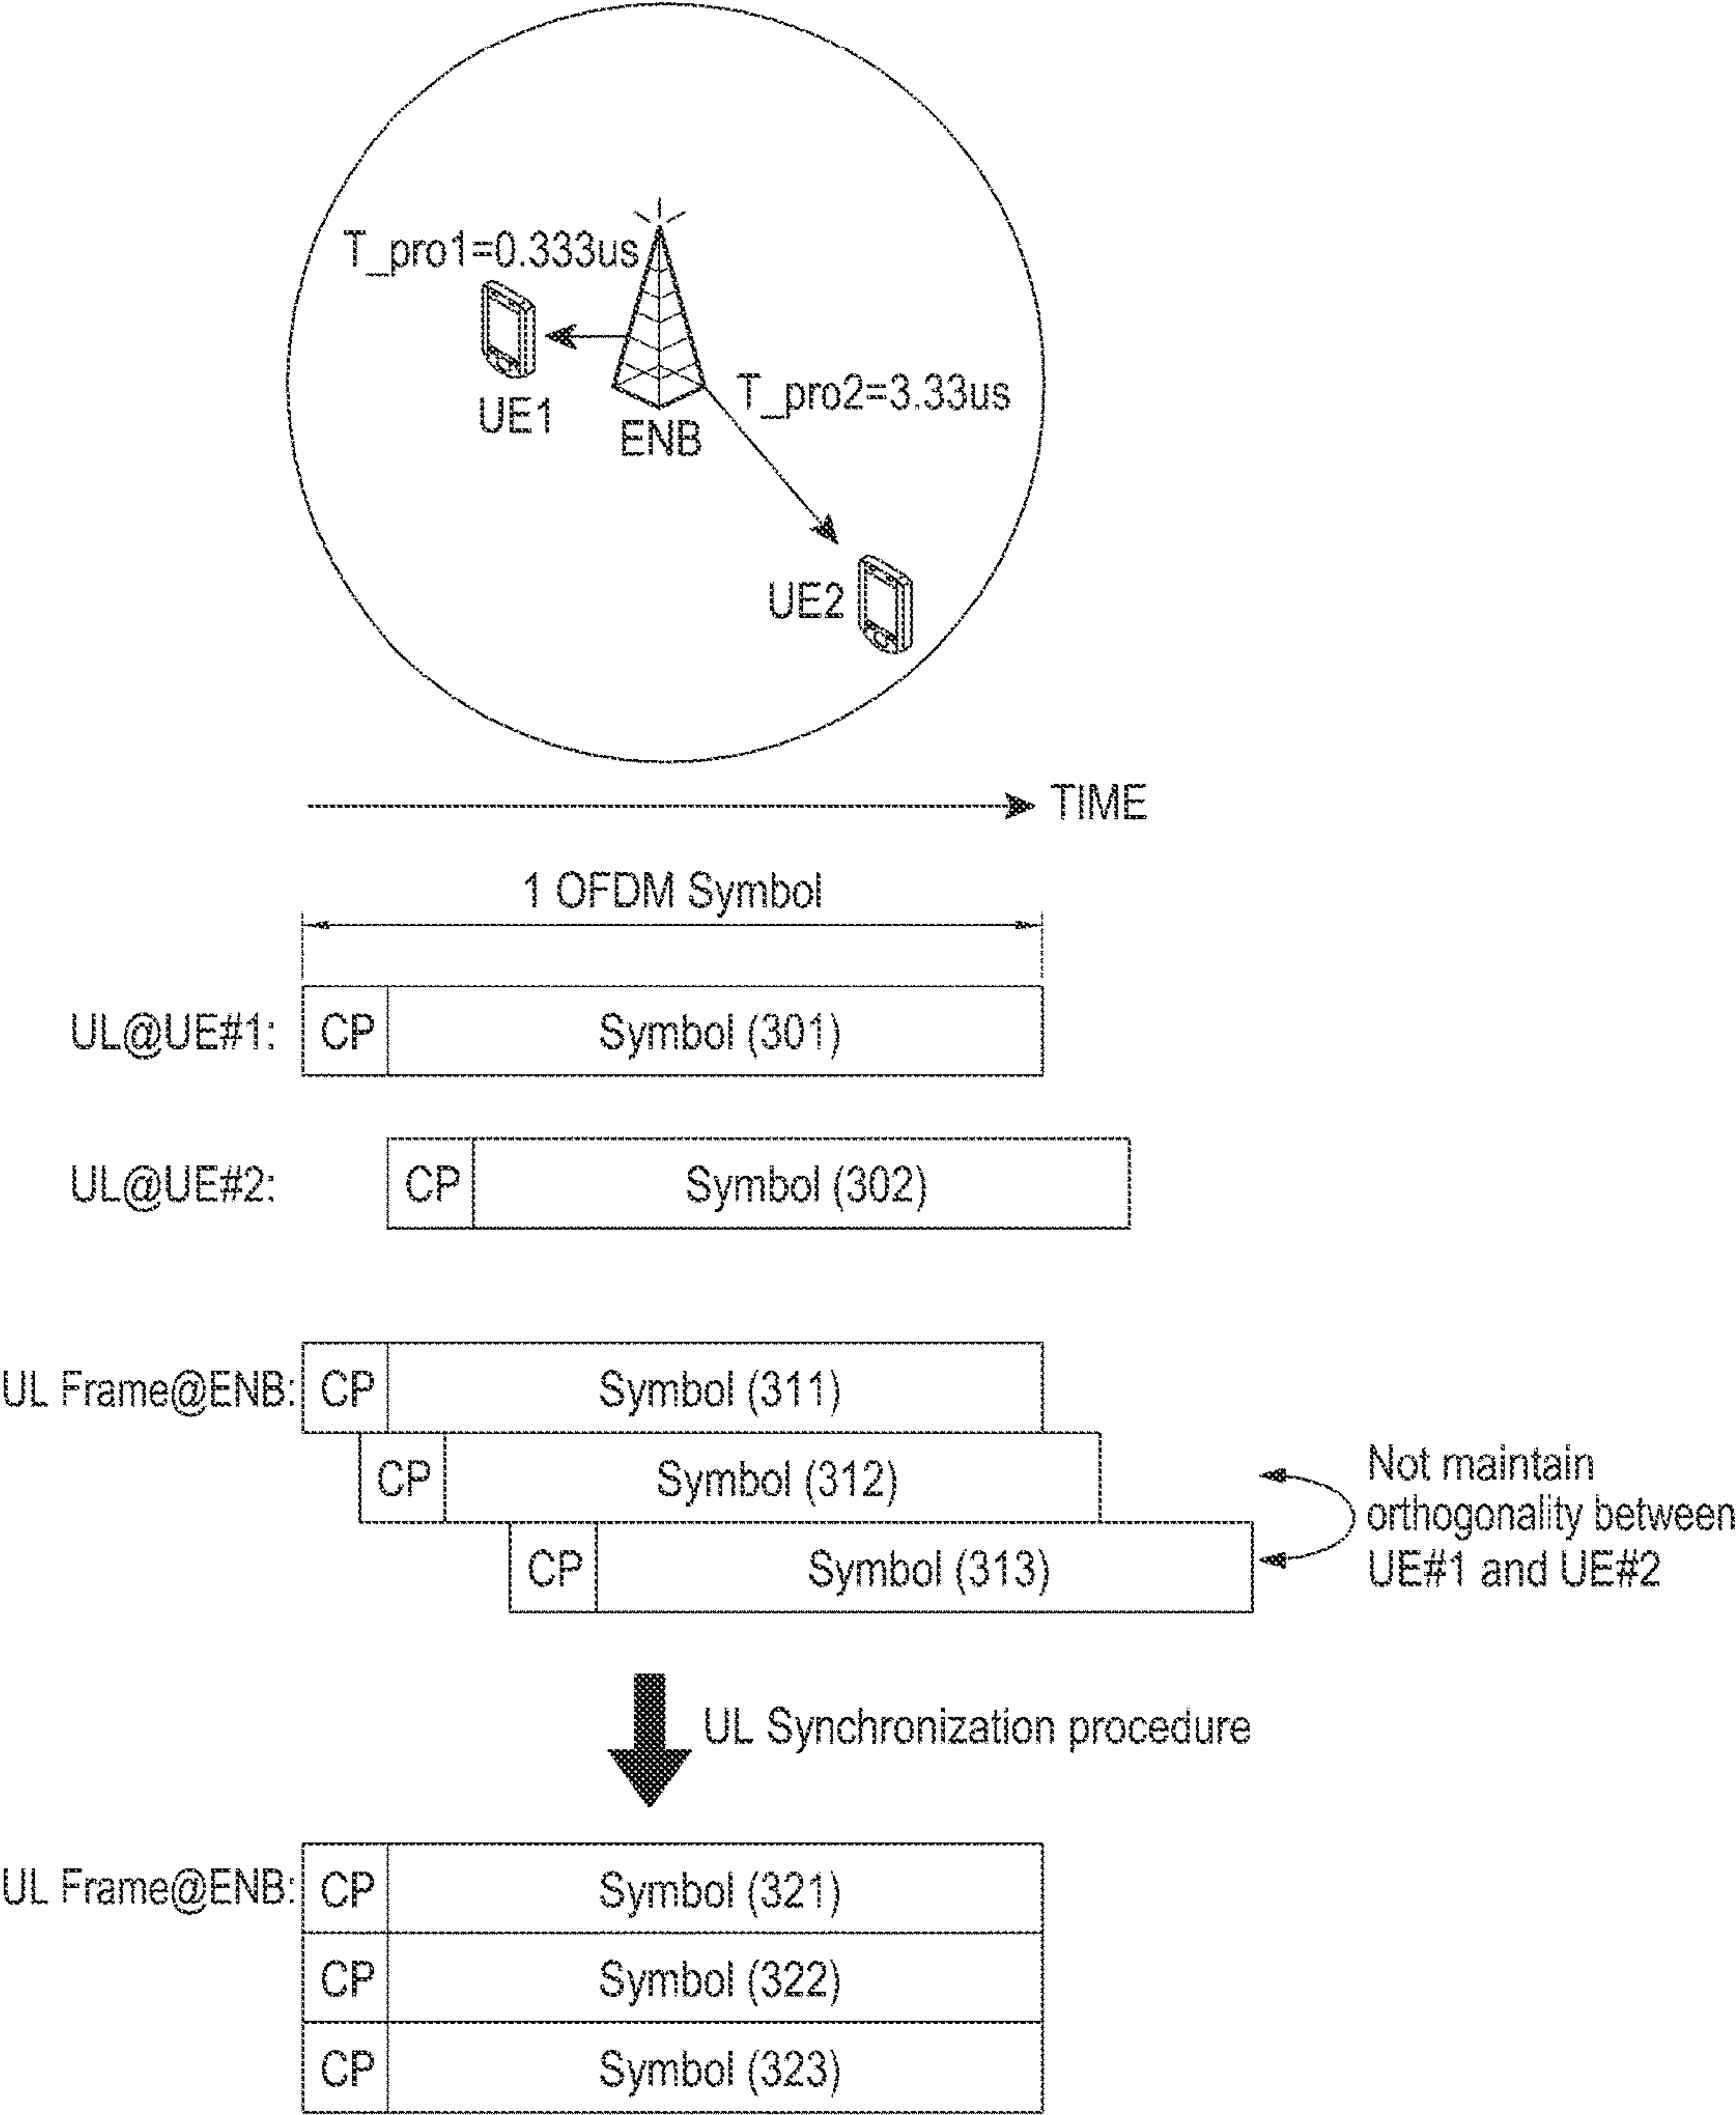 T_pro1=0.333us
UE1
ENB
T_pro2=3.33us
UE2
TIME
1 OFDM Symbol
UL@UE#1: CP Symbol (301)
UL@UE#2: CP Symbol (302)
UL Frame@ENB: CP Symbol (311)
CP Symbol (312)
CP Symbol (313)
Not maintain
orthogonality between
UE#1 and UE#2
UL Synchronization procedure
UL Frame@ENB: CP Symbol (321)
CP Symbol (322)
CP Symbol (323)